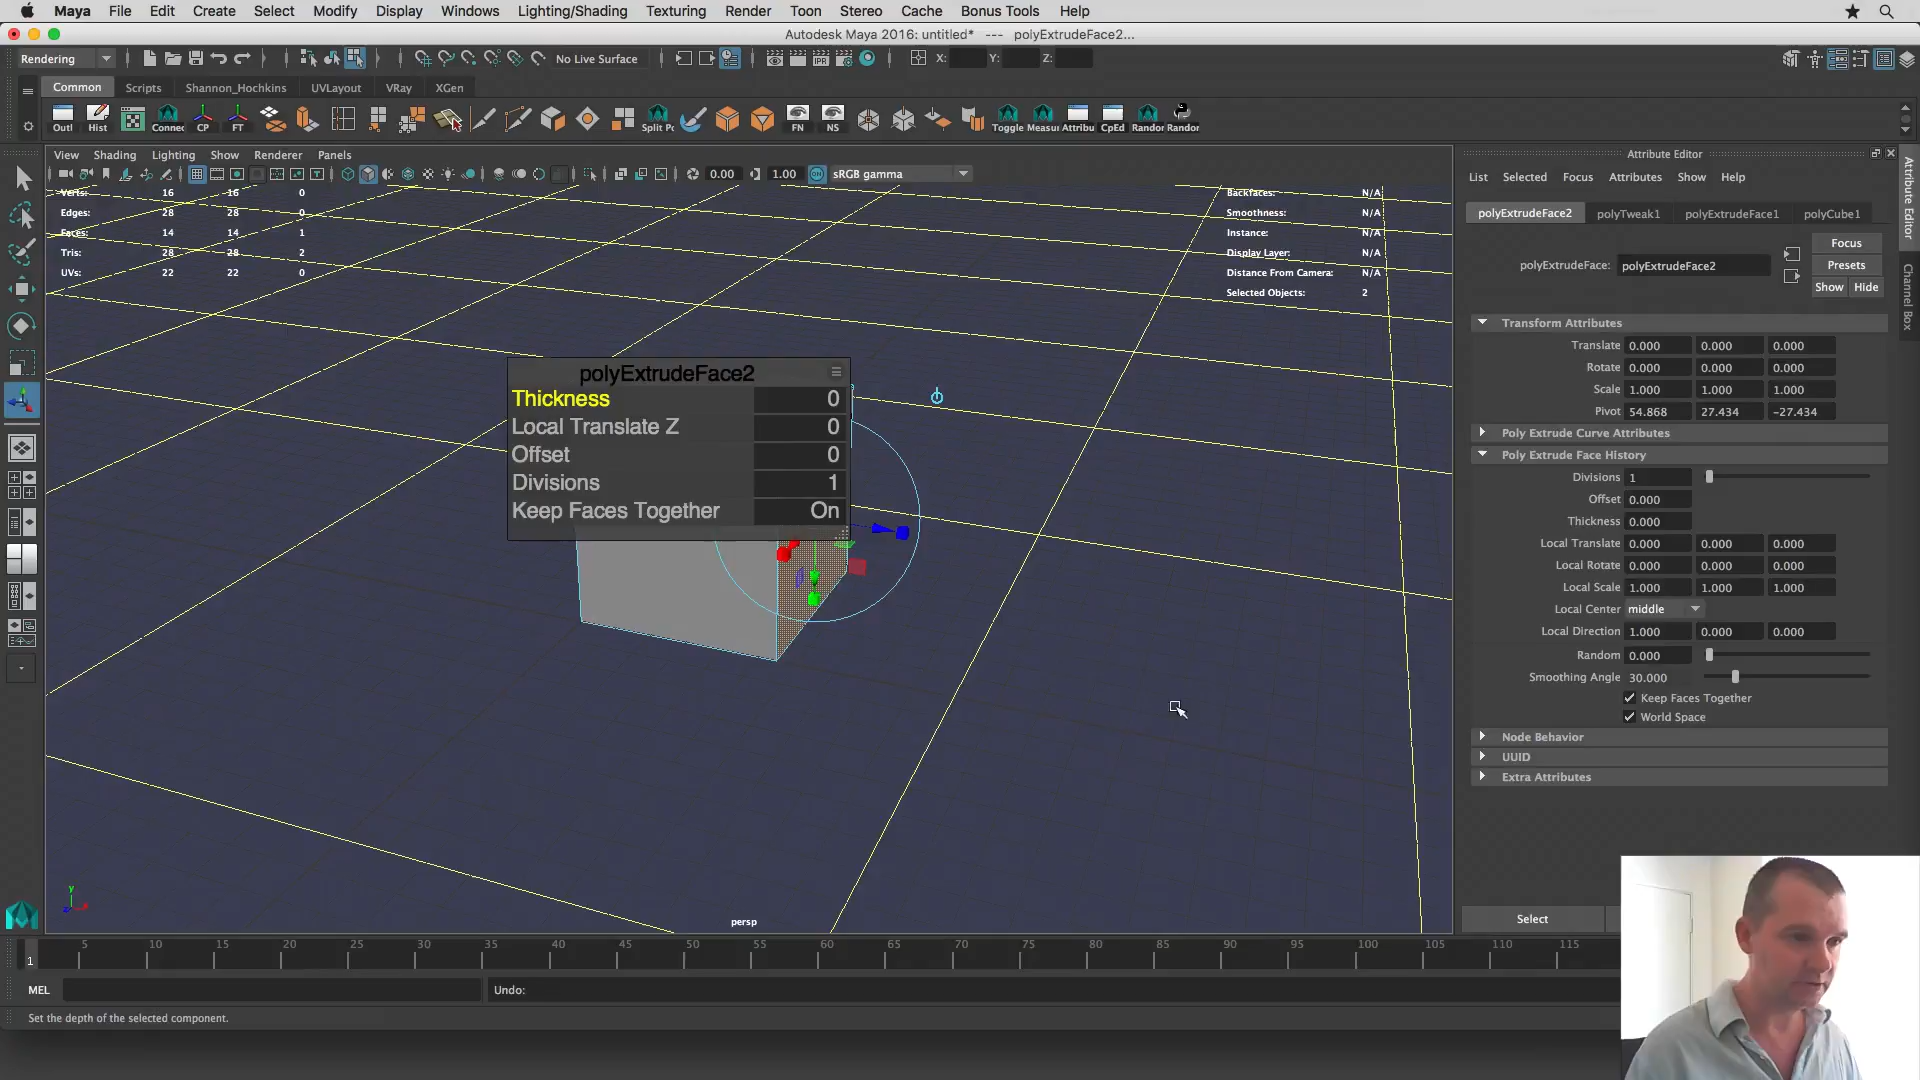 Maya File Edit Create Select Modify Display Windows Lighting/Shading Texturing Render Toon Stereo Cache Bonus Tools Help
Autodesk Maya 2016: untitled* --- polyExtrudeFace2...
Rendering No Live Surface X: Y: Z:
Common Scripts Shannon_Hochkins UVLayout VRay XGen
Outl Hist Connec CP FT Split Po FN NS Toggle Measu Attribu CpEd Randor Randor
IPR
View Shading Lighting Show Renderer Panels
0.00 1.00 sRGB gamma
Verts: 16 16 0
Edges: 28 28 0
Faces: 14 14 1
Tris: 28 28 2
UVs: 22 22 0
Backfaces: N/A
Smoothness: N/A
Instance: N/A
Display Layer: N/A
Distance From Camera: N/A
Selected Objects: 2
polyExtrudeFace2
Thickness 0
Local Translate Z 0
Offset 0
Divisions 1
Keep Faces Together On
y
persp
Attribute Editor
List Selected Focus Attributes Show Help
polyExtrudeFace2 polyTweak1 polyExtrudeFace1 polyCube1
Focus
polyExtrudeFace: polyExtrudeFace2 Presets
Show Hide
Transform Attributes
Translate 0.000 0.000 0.000
Rotate 0.000 0.000 0.000
Scale 1.000 1.000 1.000
Pivot 54.868 27.434 -27.434
Poly Extrude Curve Attributes
Poly Extrude Face History
Divisions 1
Offset 0.000
Thickness 0.000
Local Translate 0.000 0.000 0.000
Local Rotate 0.000 0.000 0.000
Local Scale 1.000 1.000 1.000
Local Center middle
Local Direction 1.000 0.000 0.000
Random 0.000
Smoothing Angle 30.000
Keep Faces Together
World Space
Node Behavior
UUID
Extra Attributes
Select
Attribute Editor
Channel Box
5 10 15 20 25 30 35 40 45 50 55 60 65 70 75 80 85 90 95 100 105 110 115
1
MEL Undo:
Set the depth of the selected component.